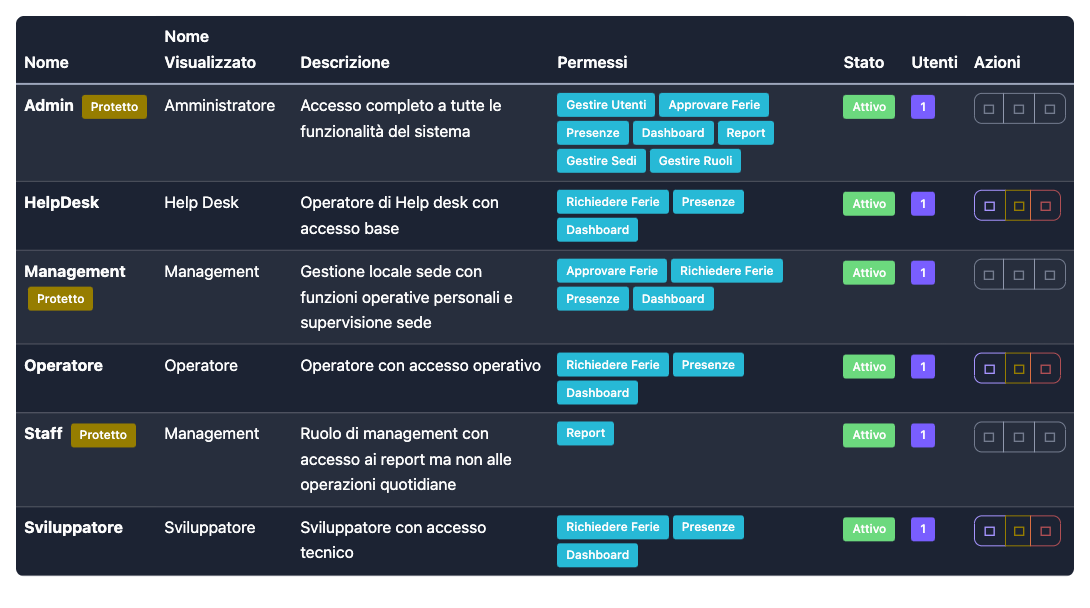 Nome
Nome Visualizzato
Descrizione
Permessi
Stato
Utenti
Azioni
Admin Protetto
Amministratore
Accesso completo a tutte le
funzionalità del sistema
Gestire Utenti Approvare Ferie
Presenze Dashboard Report
Gestire Sedi Gestire Ruoli
Attivo
1
HelpDesk
Help Desk
Operatore di Help desk con
accesso base
Richiedere Ferie Presenze
Dashboard
Attivo
1
Management
Protetto
Management
Gestione locale sede con
funzioni operative personali e
supervisione sede
Approvare Ferie Richiedere Ferie
Presenze Dashboard
Attivo
1
Operatore
Operatore
Operatore con accesso operativo
Richiedere Ferie Presenze
Dashboard
Attivo
1
Staff Protetto
Management
Ruolo di management con
accesso ai report ma non alle
operazioni quotidiane
Report
Attivo
1
Sviluppatore
Sviluppatore
Sviluppatore con accesso
tecnico
Richiedere Ferie Presenze
Dashboard
Attivo
1